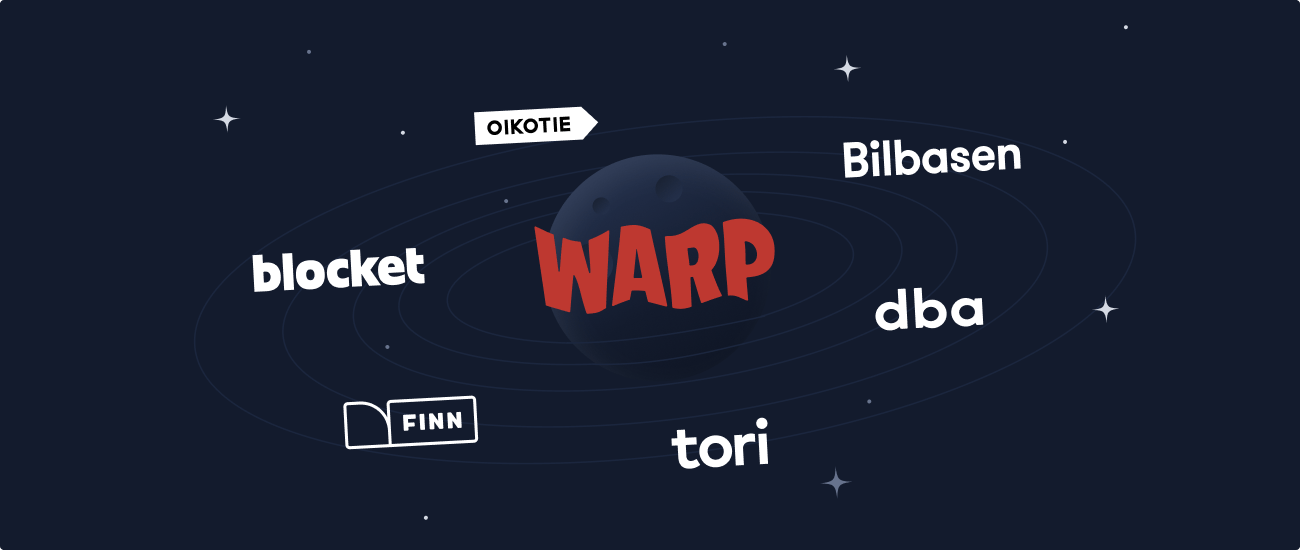 OIKOTIE
Bilbasen
WARP
blocket
dba
FINN
tori